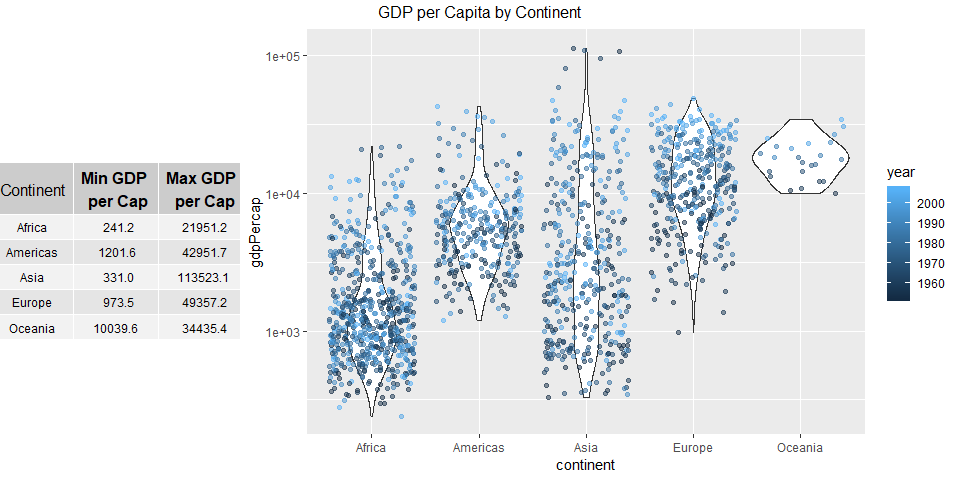 GDP per Capita by Continent
Continent Min GDP per Cap Max GDP per Cap
Africa 241.2 21951.2
Americas 1201.6 42951.7
Asia 331.0 113523.1
Europe 973.5 49357.2
Oceania 10039.6 34435.4
gdpPercap
1e+05
1e+04
1e+03
Africa Americas Asia Europe Oceania
continent
year
2000
1990
1980
1970
1960